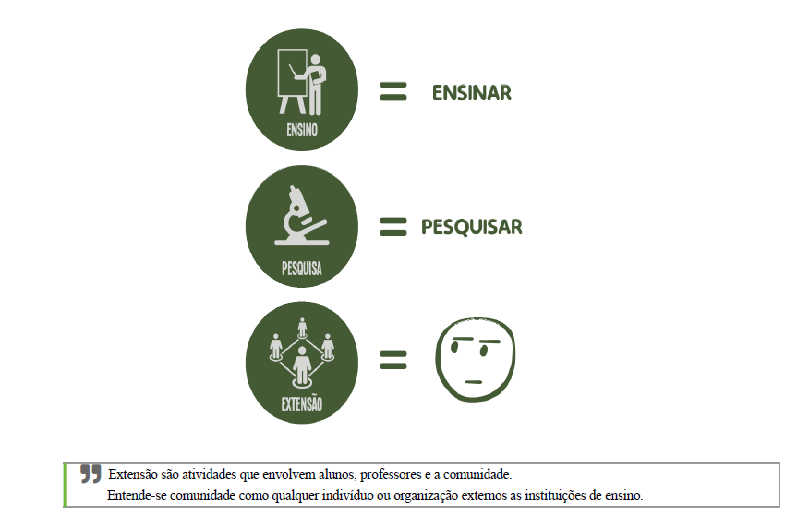 ENSINO
= ENSINAR
PESQUISA
= PESQUISAR
EXTENSÃO
=
Extensão são atividades que envolvem alunos, professores e a comunidade.
Entende-se comunidade como qualquer indivíduo ou organização externos as instituições de ensino.